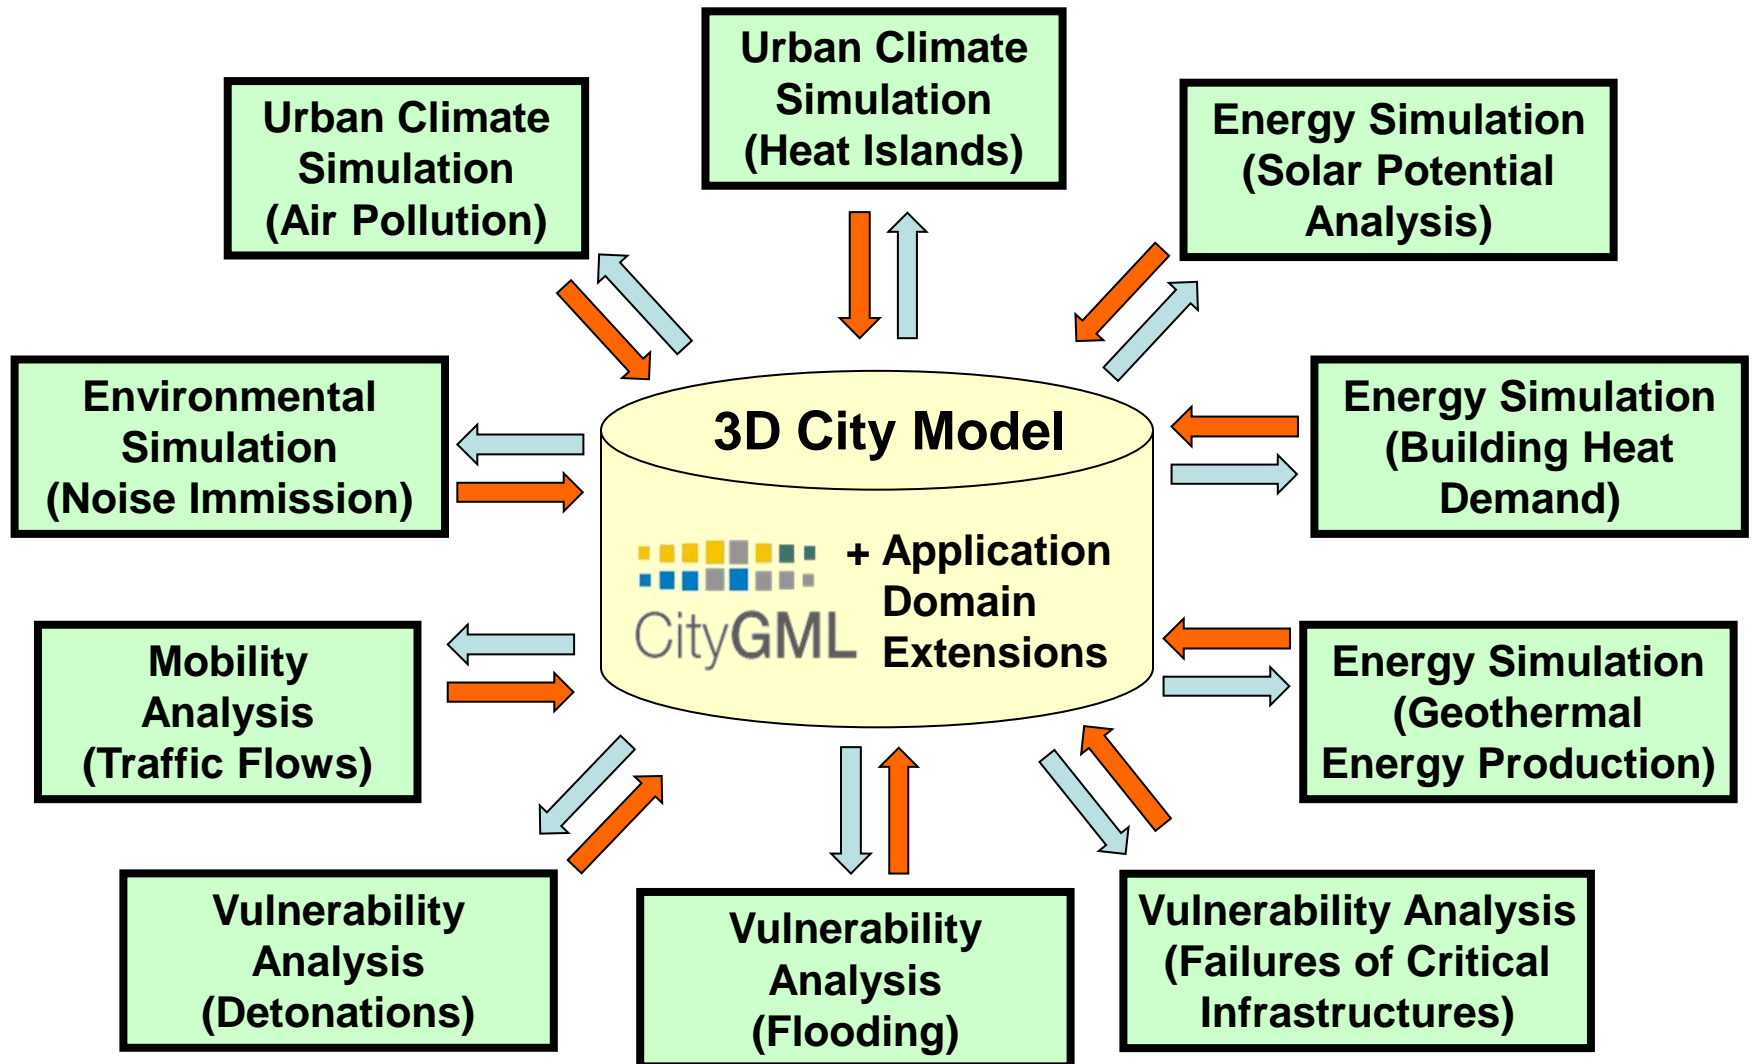 Urban Climate
Simulation
(Heat Islands)
Urban Climate
Simulation
(Air Pollution)
Energy Simulation
(Solar Potential
Analysis)
Environmental
Simulation
(Noise Immission)
3D City Model
+ Application
Domain
Extensions
CityGML
Energy Simulation
(Building Heat
Demand)
Mobility
Analysis
(Traffic Flows)
Energy Simulation
(Geothermal
Energy Production)
Vulnerability
Analysis
(Detonations)
Vulnerability
Analysis
(Flooding)
Vulnerability Analysis
(Failures of Critical
Infrastructures)